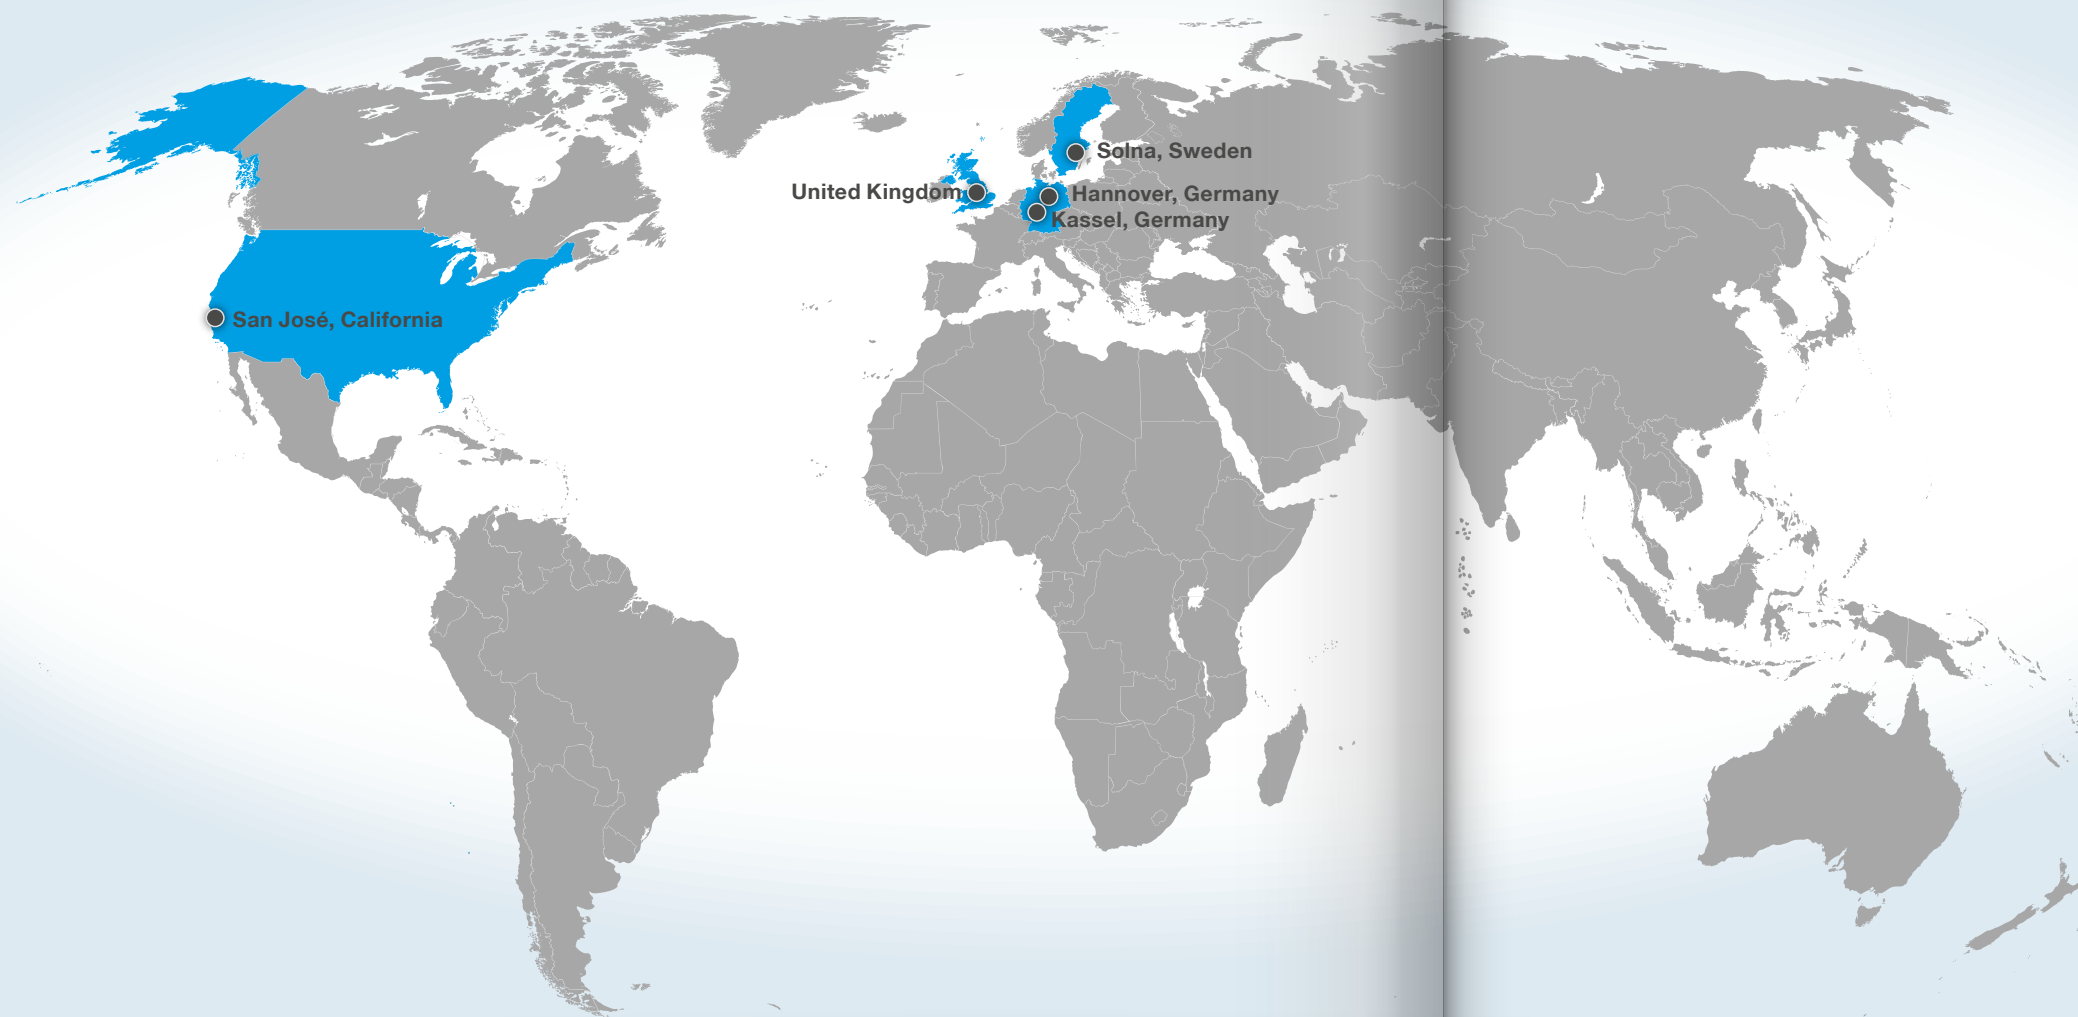 Solna, Sweden
United Kingdom
Hannover, Germany
Kassel, Germany
San José, California